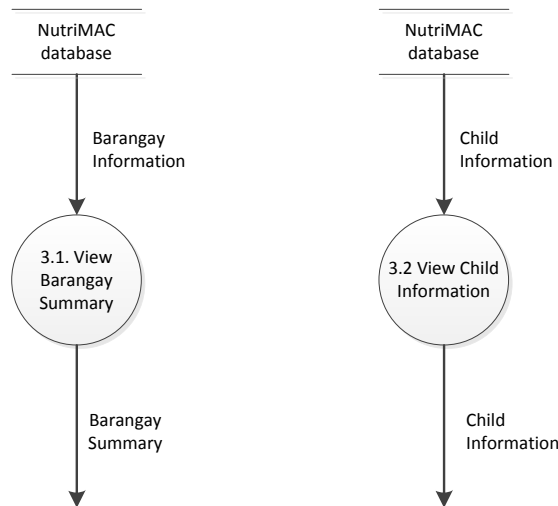 NutriMAC
database
Barangay
Information
3.1. View
Barangay
Summary
Barangay
Summary
NutriMAC
database
Child
Information
3.2 View Child
Information
Child
Information